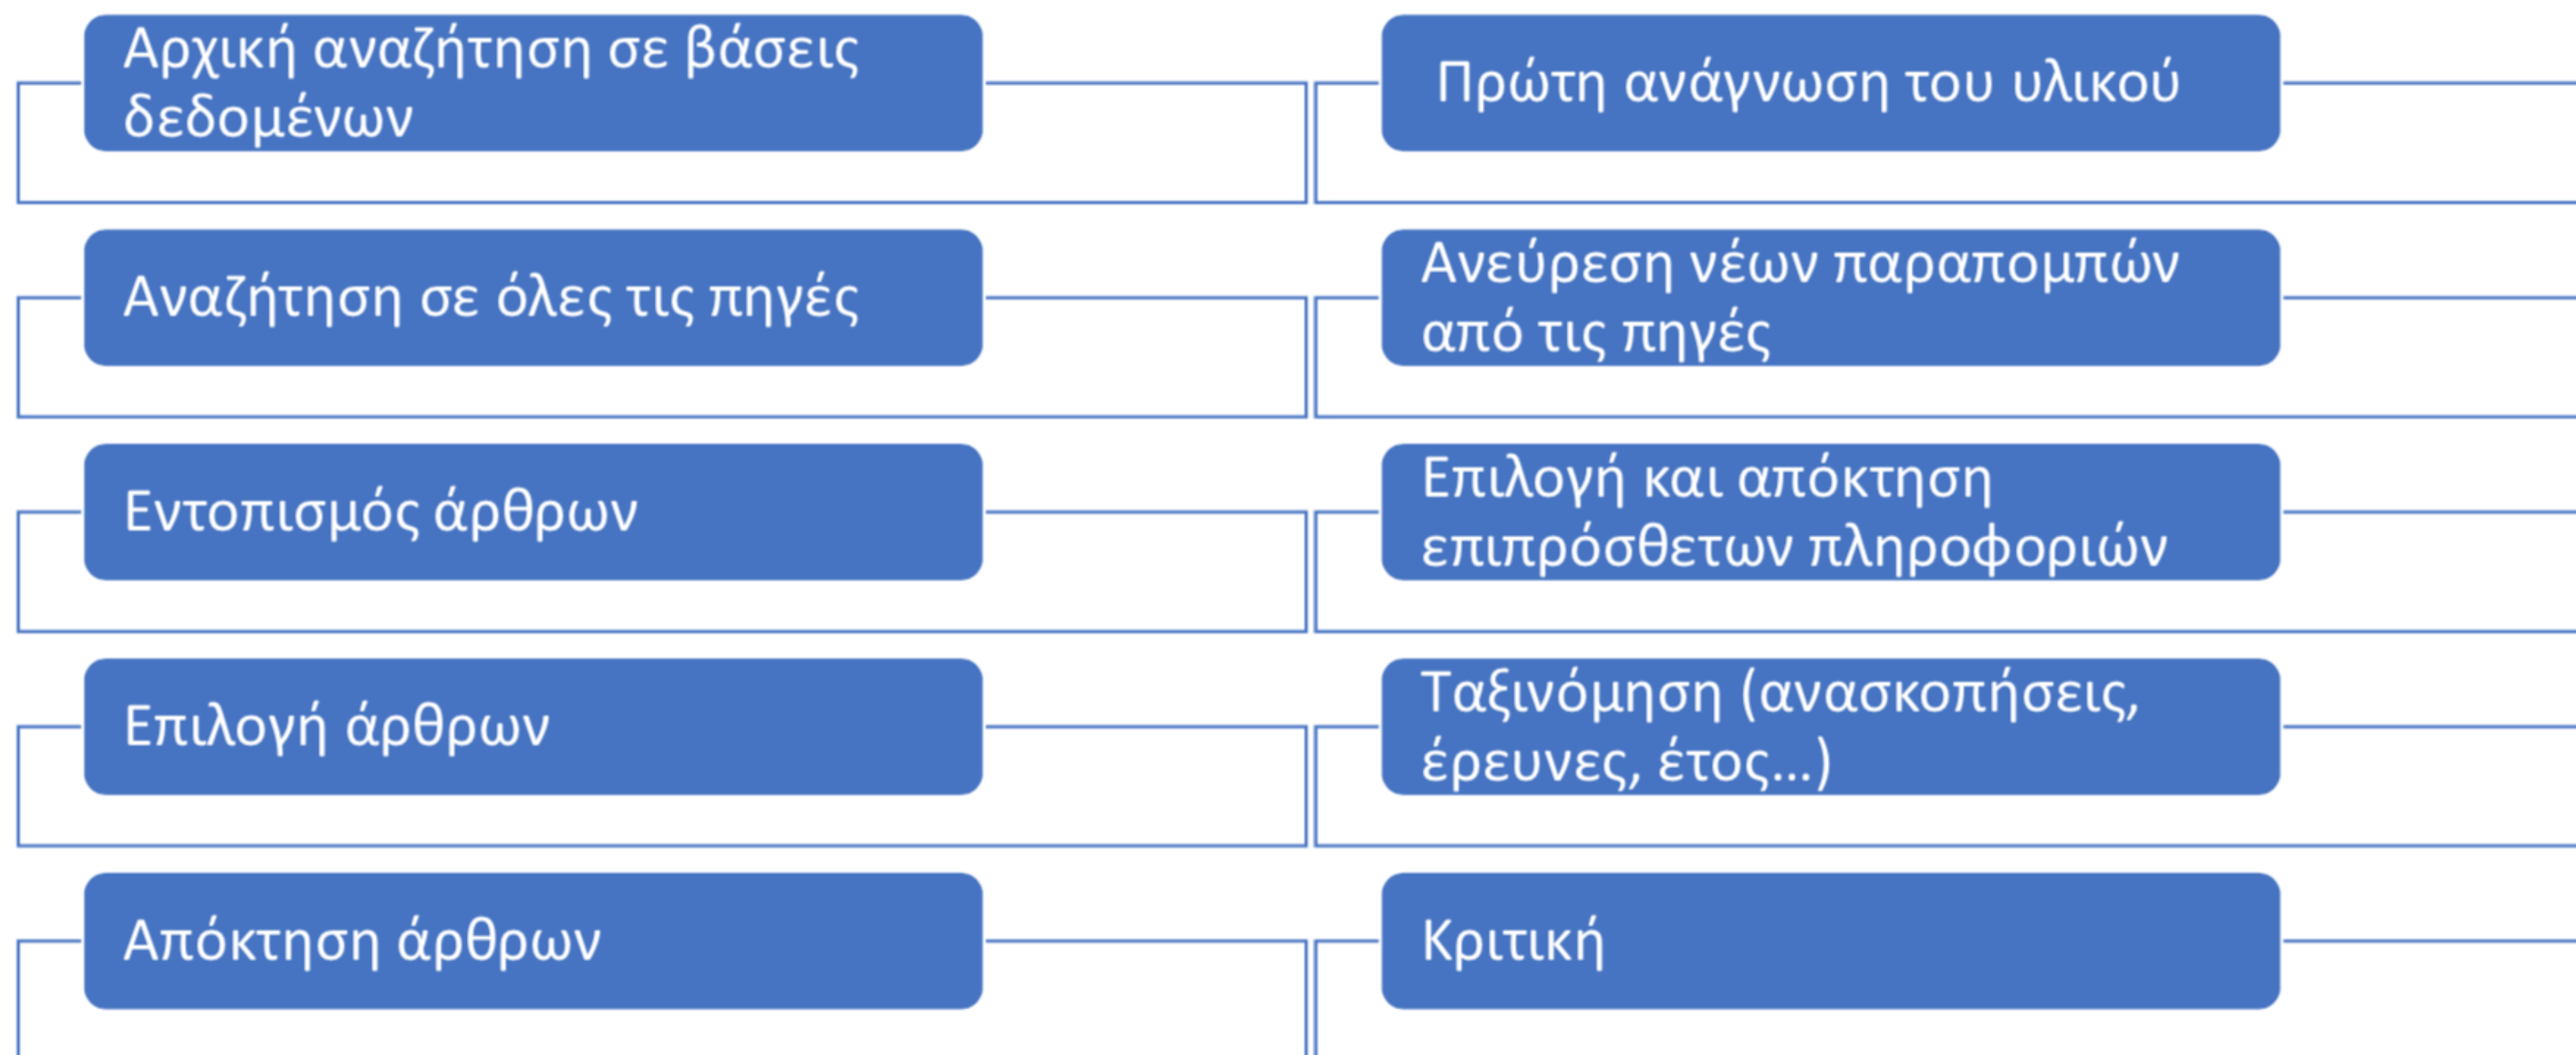 Αρχική αναζήτηση σε βάσεις
δεδομένων
Αναζήτηση σε όλες τις πηγές
Εντοπισμός άρθρων
Επιλογή άρθρων
Απόκτηση άρθρων
Πρώτη ανάγνωση του υλικού
Ανεύρεση νέων παραπομπών
από τις πηγές
Επιλογή και απόκτηση
επιπρόσθετων πληροφοριών
Ταξινόμηση (ανασκοπήσεις,
έρευνες, έτος...)
Κριτική